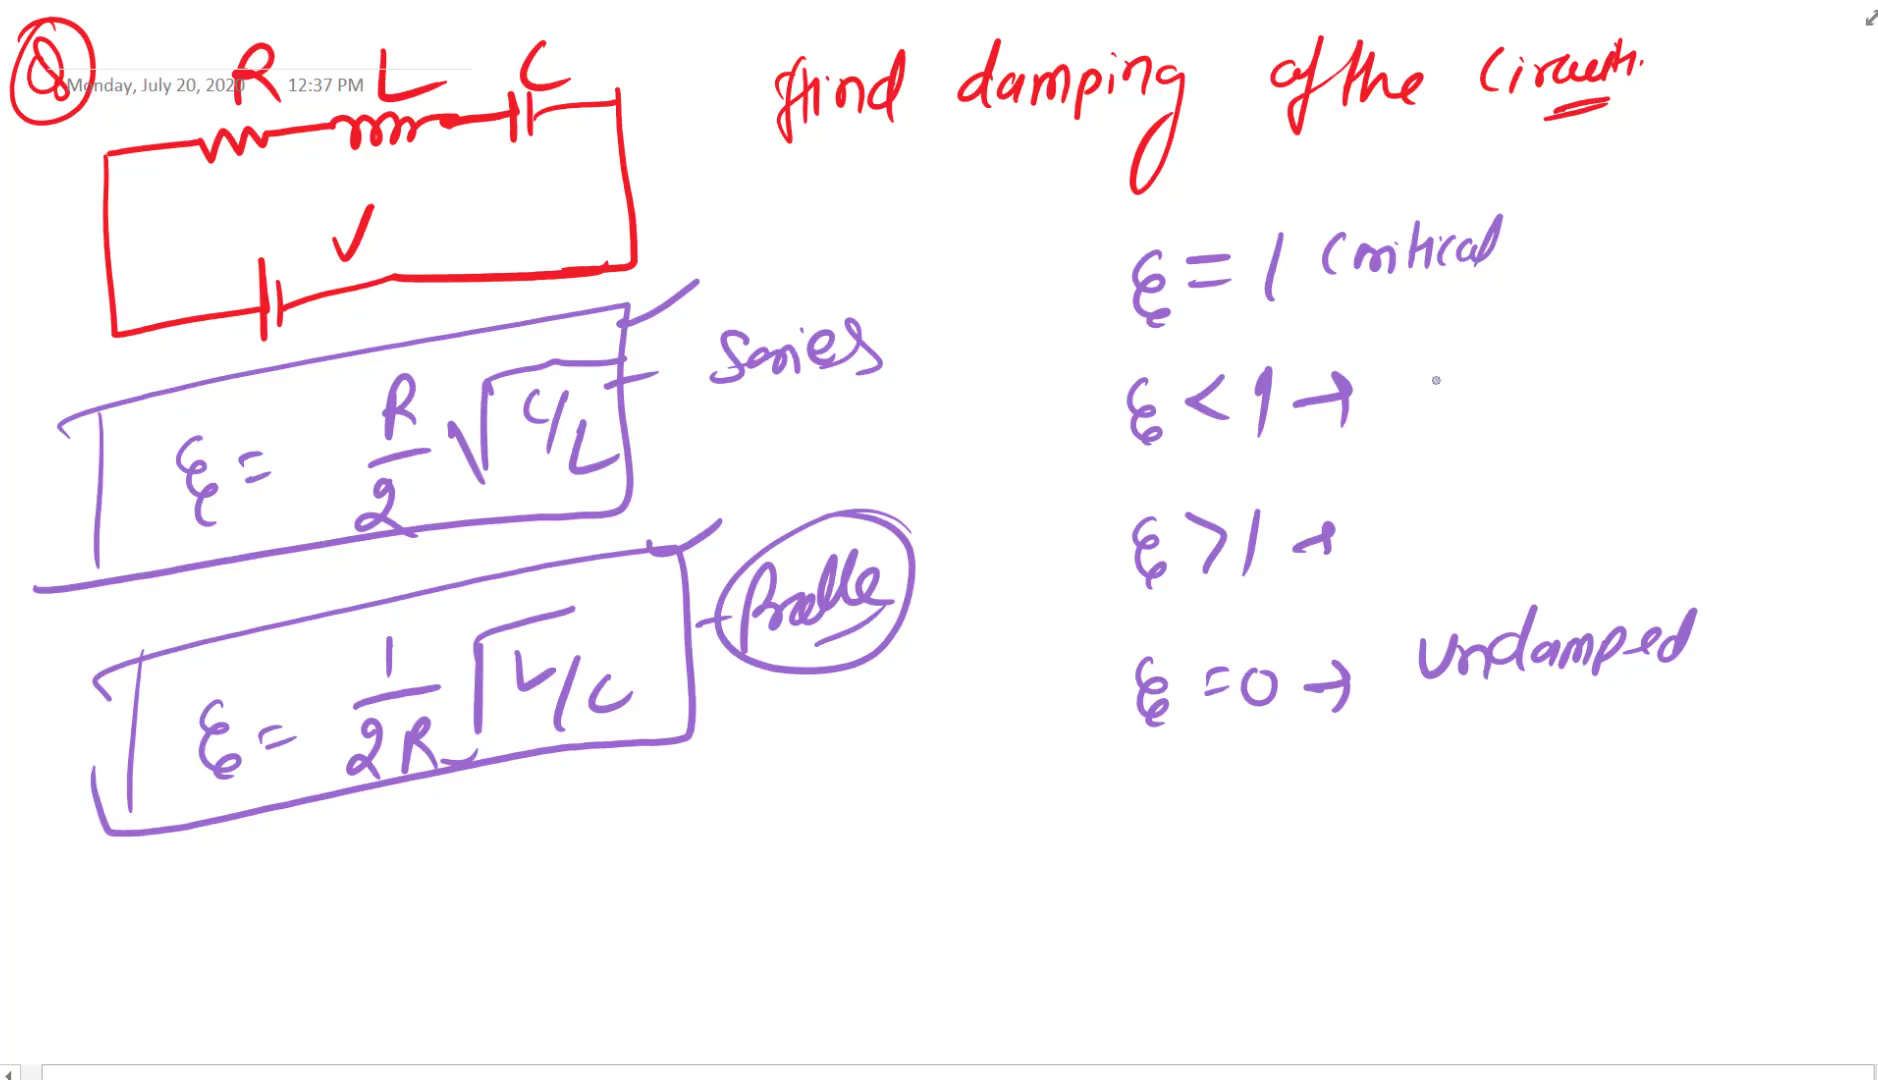 Q
Monday, July 20, 2020 12:37 PM
R L C
find damping of the Circuit.
ξ = 1 Critical
ξ = R/2 √C/L - Series
ξ < 1 →
ξ > 1 →
ξ = 1/2R √L/C
ξ = 0 → undamped